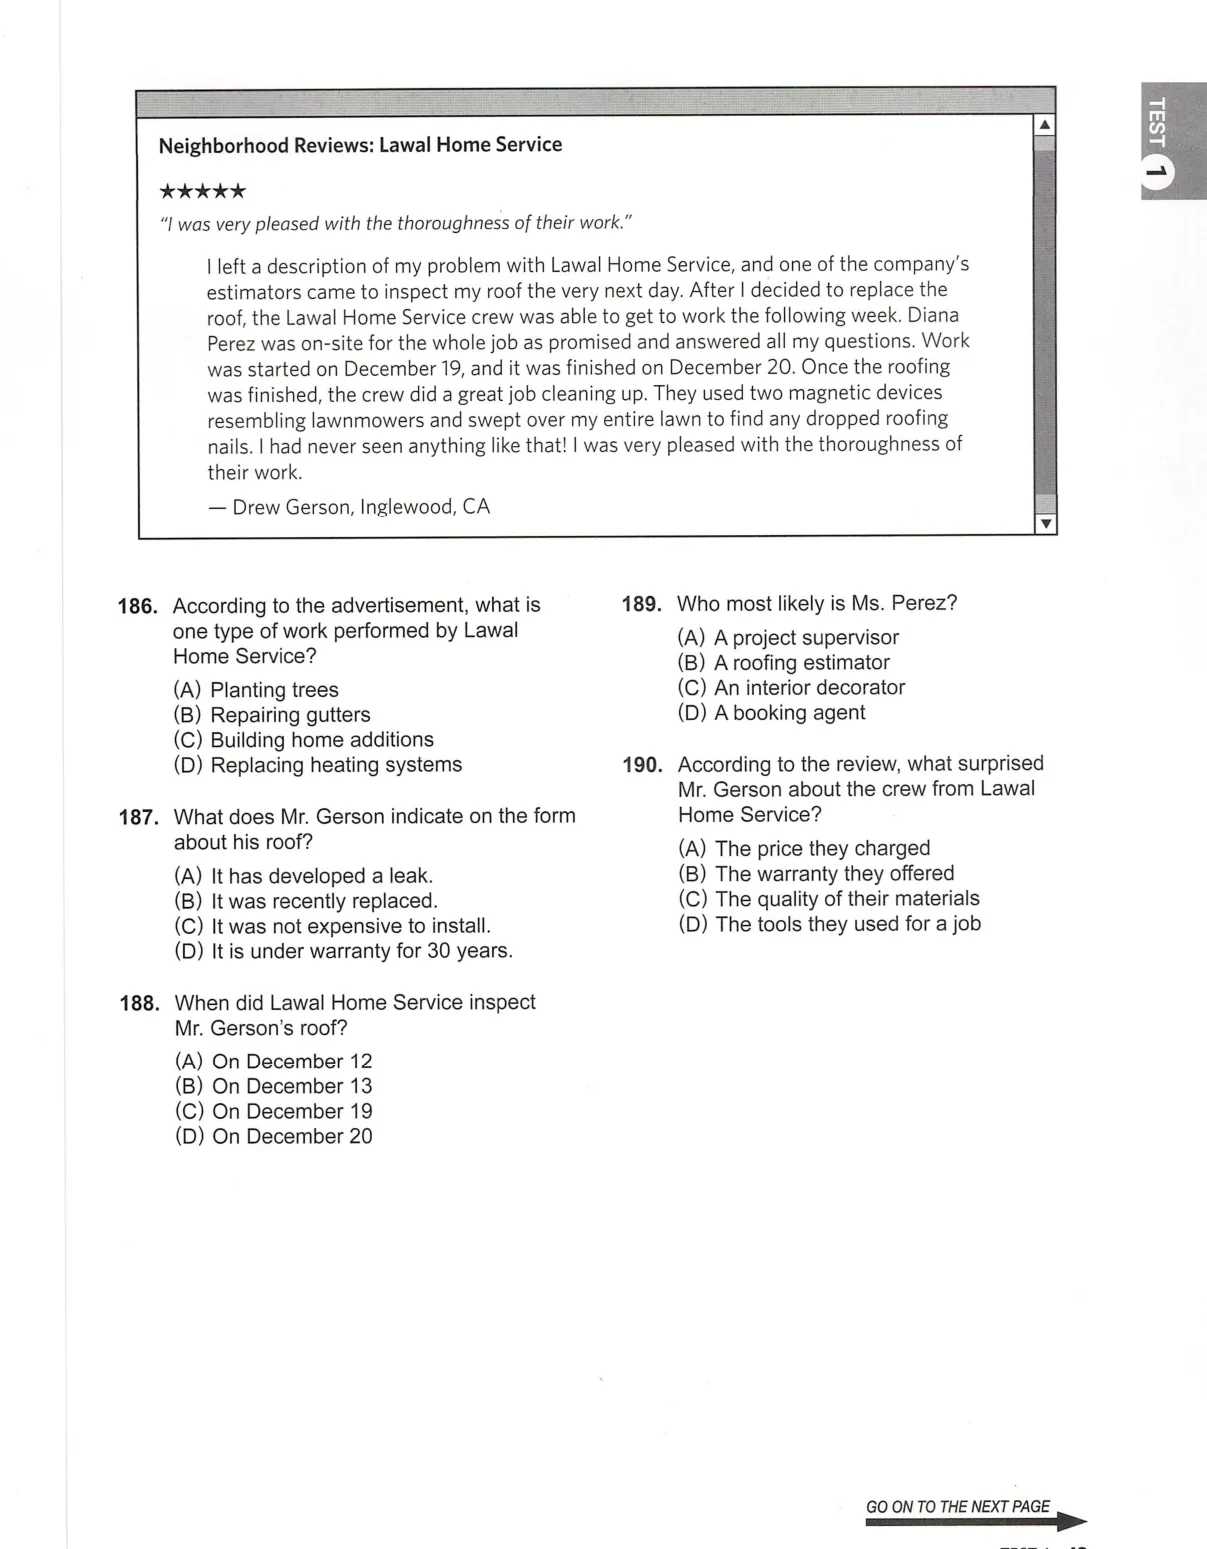 TEST 1
Neighborhood Reviews: Lawal Home Service
★★★★★
"I was very pleased with the thoroughness of their work."
I left a description of my problem with Lawal Home Service, and one of the company's
estimators came to inspect my roof the very next day. After I decided to replace the
roof, the Lawal Home Service crew was able to get to work the following week. Diana
Perez was on-site for the whole job as promised and answered all my questions. Work
was started on December 19, and it was finished on December 20. Once the roofing
was finished, the crew did a great job cleaning up. They used two magnetic devices
resembling lawnmowers and swept over my entire lawn to find any dropped roofing
nails. I had never seen anything like that! I was very pleased with the thoroughness of
their work.
— Drew Gerson, Inglewood, CA
186. According to the advertisement, what is
one type of work performed by Lawal
Home Service?
(A) Planting trees
(B) Repairing gutters
(C) Building home additions
(D) Replacing heating systems
187. What does Mr. Gerson indicate on the form
about his roof?
(A) It has developed a leak.
(B) It was recently replaced.
(C) It was not expensive to install.
(D) It is under warranty for 30 years.
188. When did Lawal Home Service inspect
Mr. Gerson's roof?
(A) On December 12
(B) On December 13
(C) On December 19
(D) On December 20
189. Who most likely is Ms. Perez?
(A) A project supervisor
(B) A roofing estimator
(C) An interior decorator
(D) A booking agent
190. According to the review, what surprised
Mr. Gerson about the crew from Lawal
Home Service?
(A) The price they charged
(B) The warranty they offered
(C) The quality of their materials
(D) The tools they used for a job
GO ON TO THE NEXT PAGE